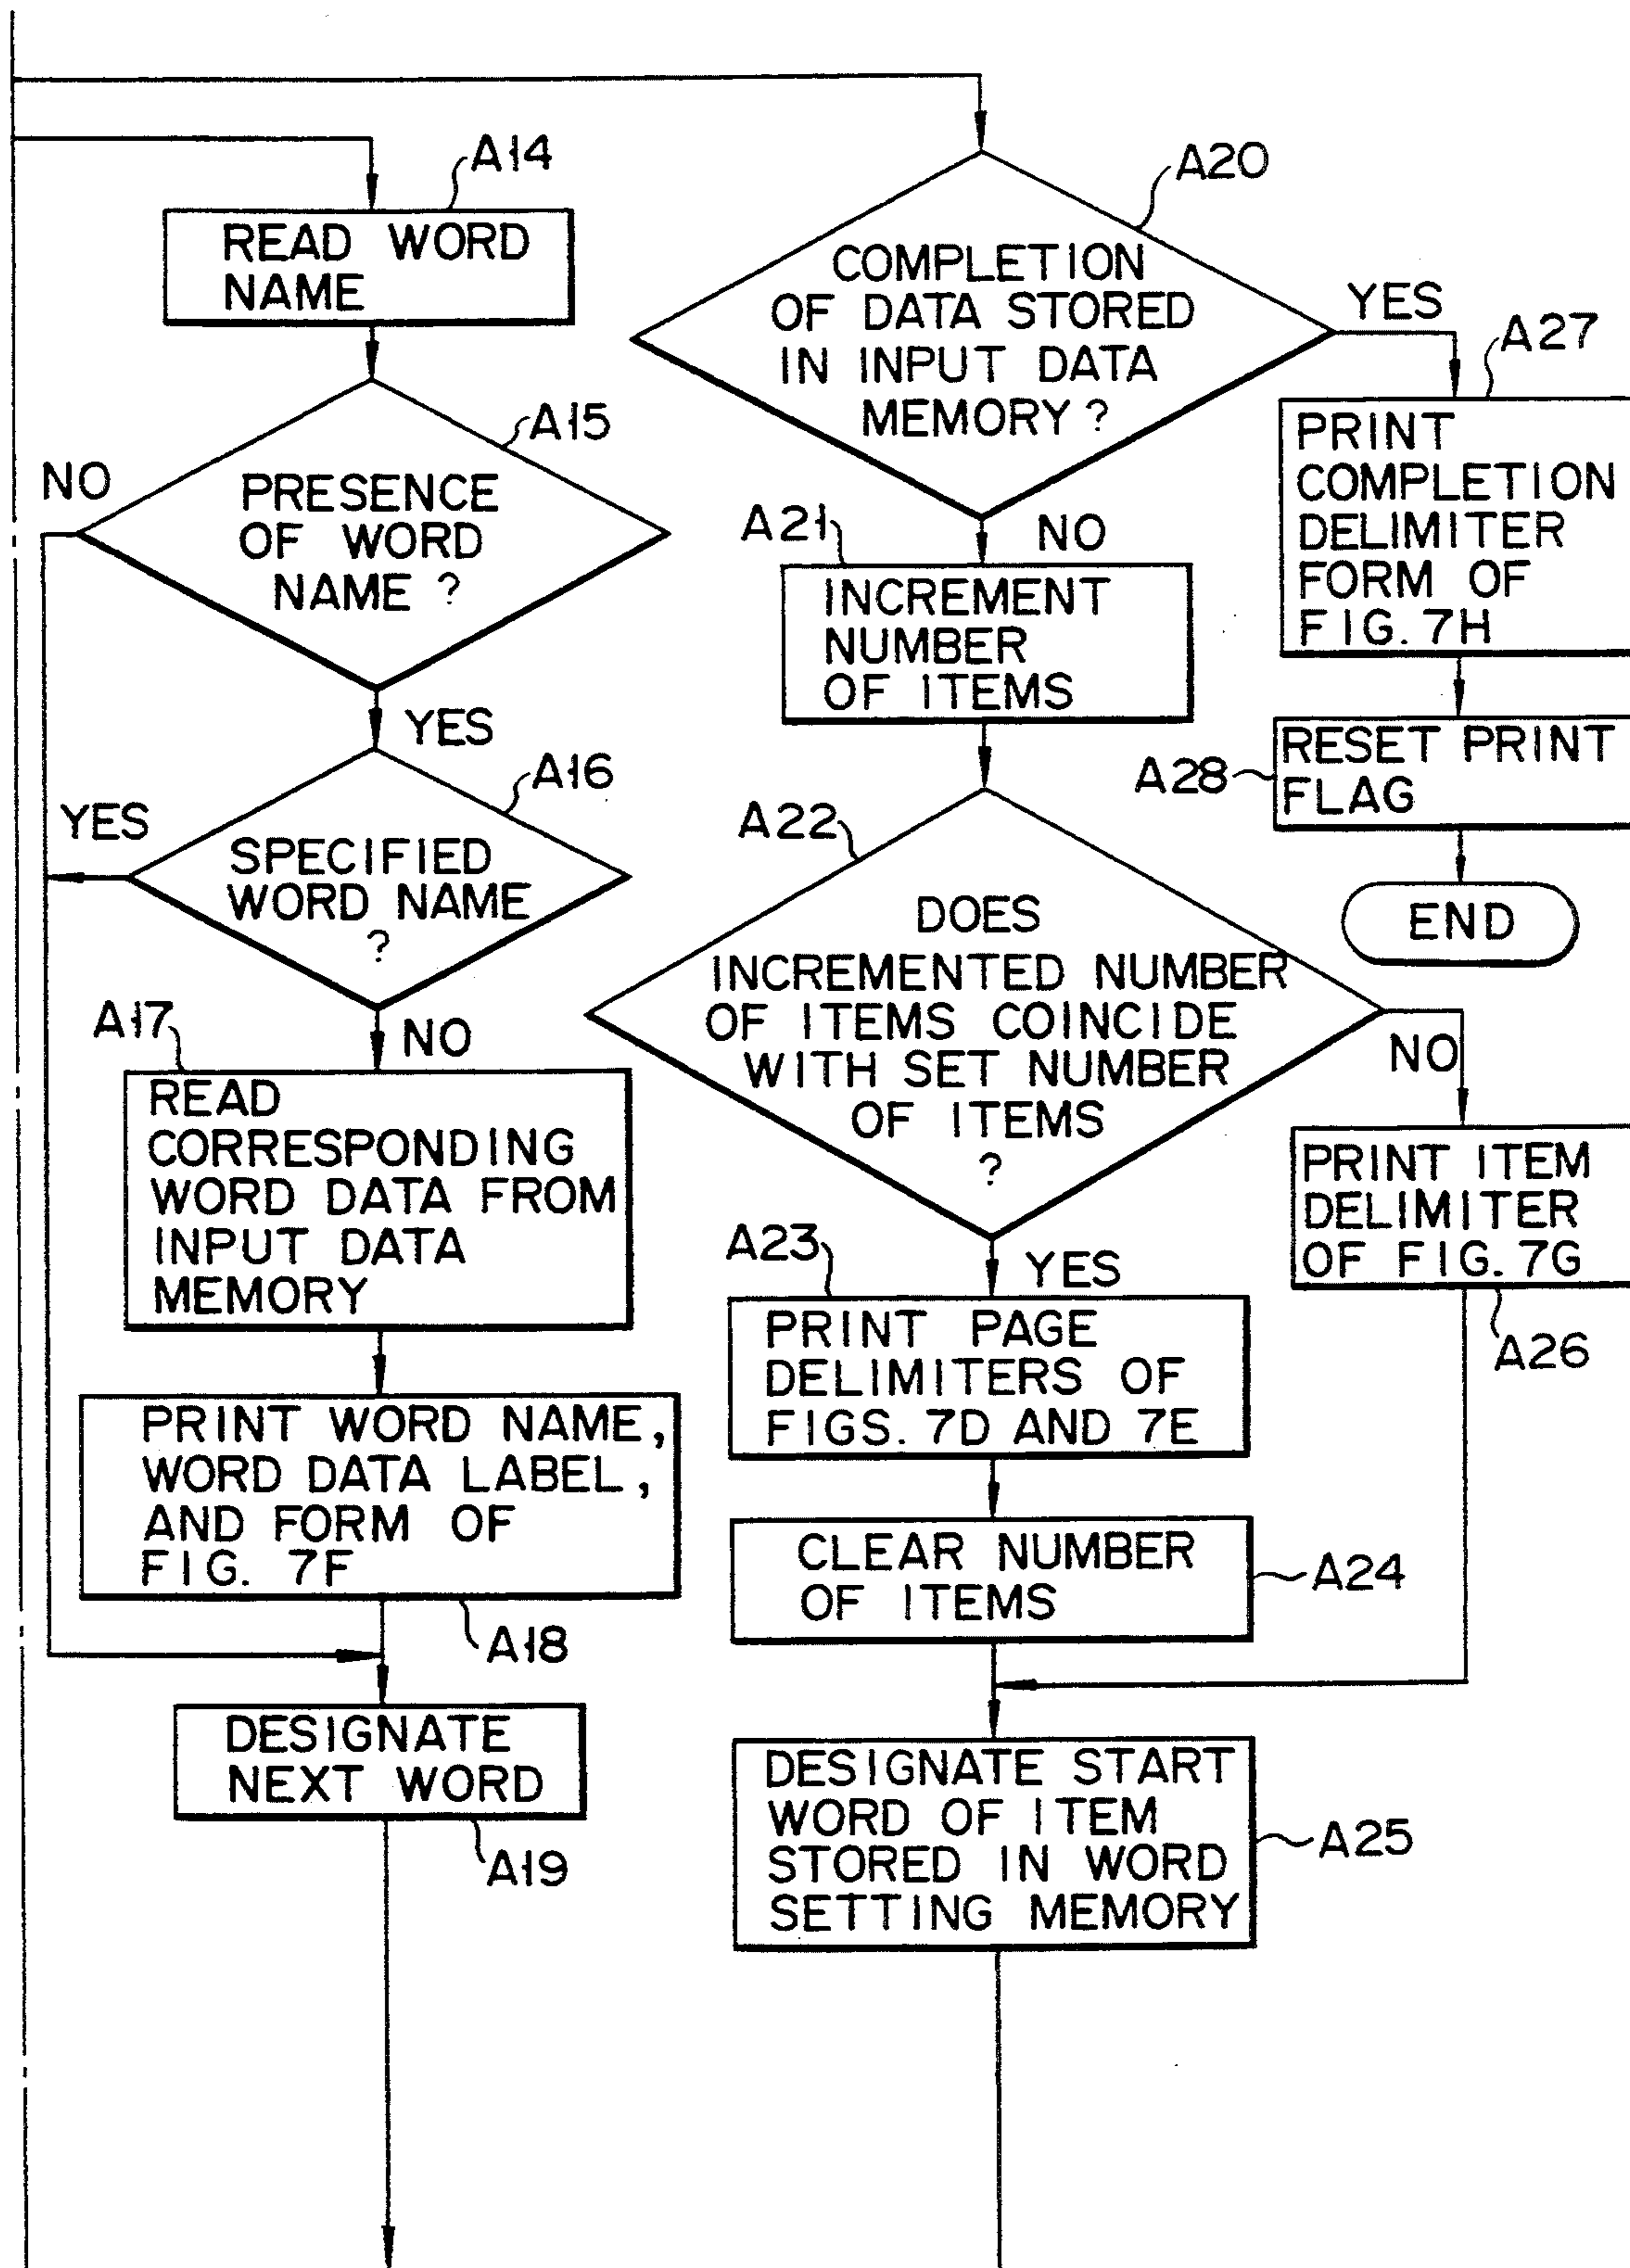 A14
READ WORD
NAME
A15
NO
PRESENCE
OF WORD
NAME ?
YES
A16
YES
SPECIFIED
WORD NAME
?
A17
NO
READ
CORRESPONDING
WORD DATA FROM
INPUT DATA
MEMORY
PRINT WORD NAME,
WORD DATA LABEL,
AND FORM OF
FIG. 7F
A18
DESIGNATE
NEXT WORD
A19
A20
COMPLETION
OF DATA STORED
IN INPUT DATA
MEMORY ?
YES
A21
NO
INCREMENT
NUMBER
OF ITEMS
A22
DOES
INCREMENTED NUMBER
OF ITEMS COINCIDE
WITH SET NUMBER
OF ITEMS
?
NO
A23
YES
PRINT PAGE
DELIMITERS OF
FIGS. 7D AND 7E
CLEAR NUMBER
OF ITEMS
A24
DESIGNATE START
WORD OF ITEM
STORED IN WORD
SETTING MEMORY
A25
A27
PRINT
COMPLETION
DELIMITER
FORM OF
FIG. 7H
A28
RESET PRINT
FLAG
END
PRINT ITEM
DELIMITER
OF FIG. 7G
A26